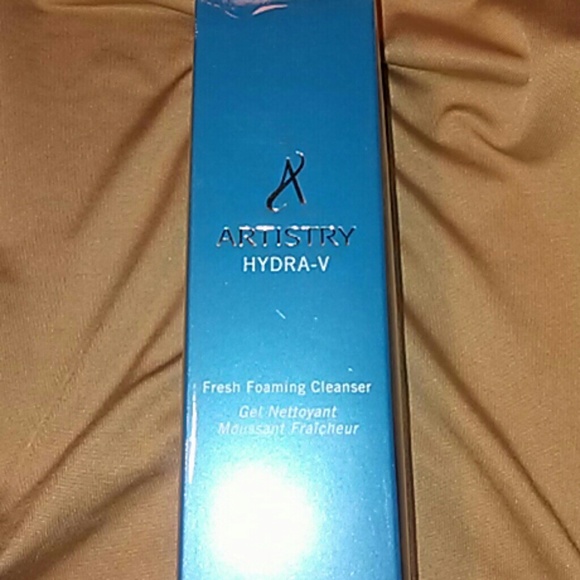 ARTISTRY
HYDRA-V
Fresh Foaming Cleanser
Gel Nettoyant
Moussant Fraîcheur